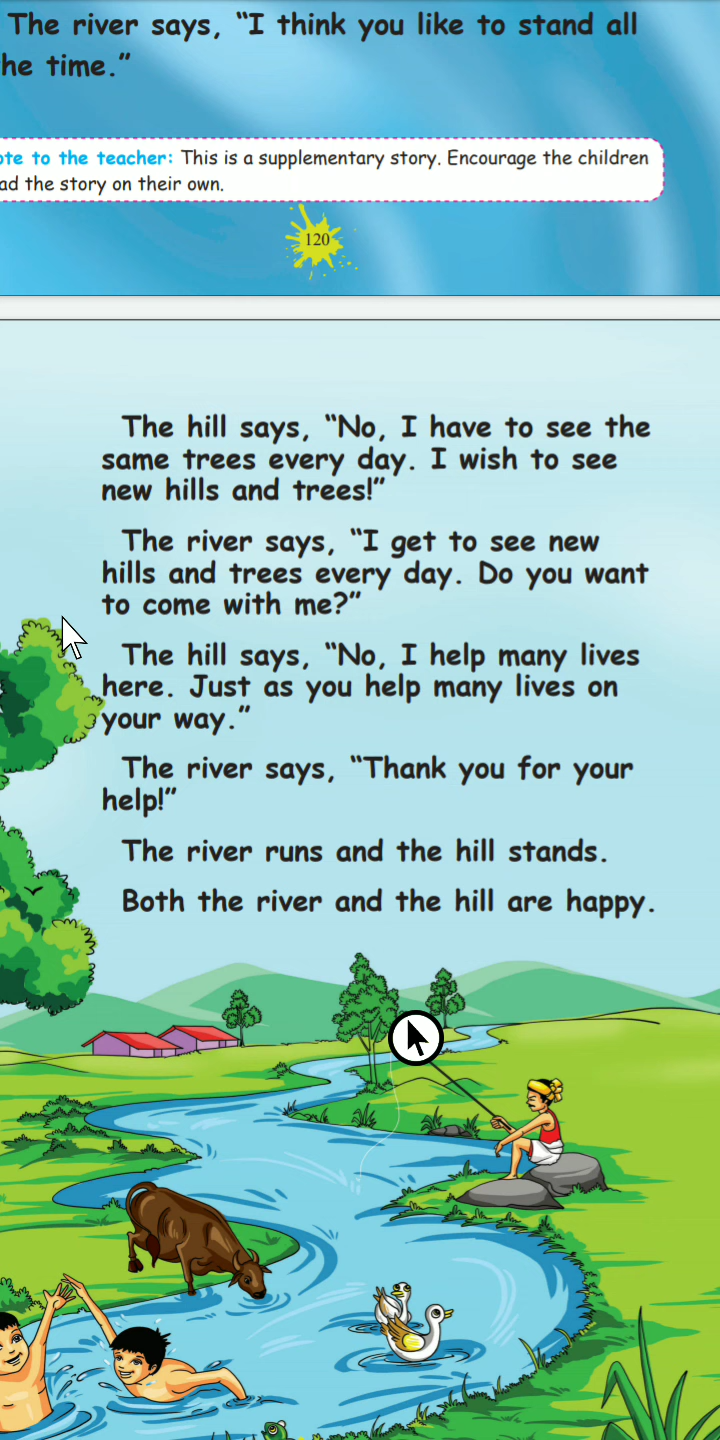 The river says, “I think you like to stand all
he time.”
ote to the teacher: This is a supplementary story. Encourage the children
ad the story on their own.
120
The hill says, “No, I have to see the
same trees every day. I wish to see
new hills and trees!”
The river says, “I get to see new
hills and trees every day. Do you want
to come with me?”
The hill says, “No, I help many lives
here. Just as you help many lives on
your way.”
The river says, “Thank you for your
help!”
The river runs and the hill stands.
Both the river and the hill are happy.